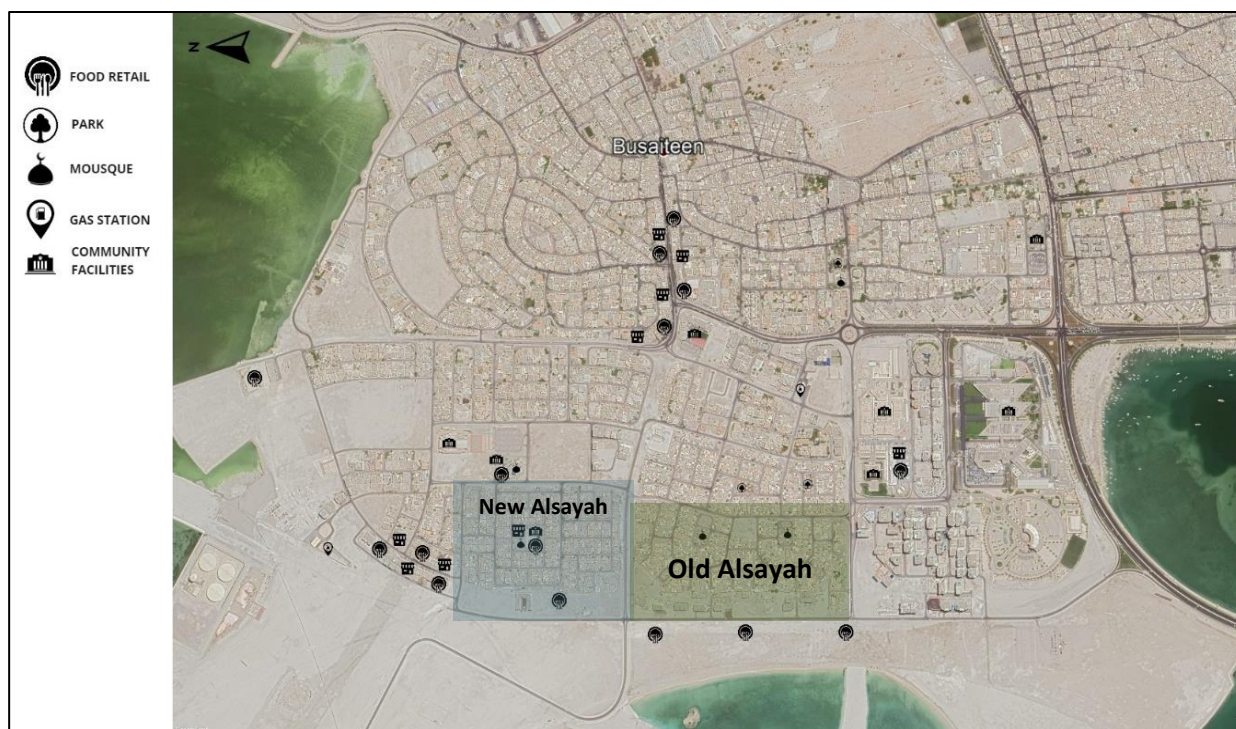 N
FOOD RETAIL
PARK
MOUSQUE
GAS STATION
COMMUNITY
FACILITIES
Busaiteen
New Alsayah
Old Alsayah